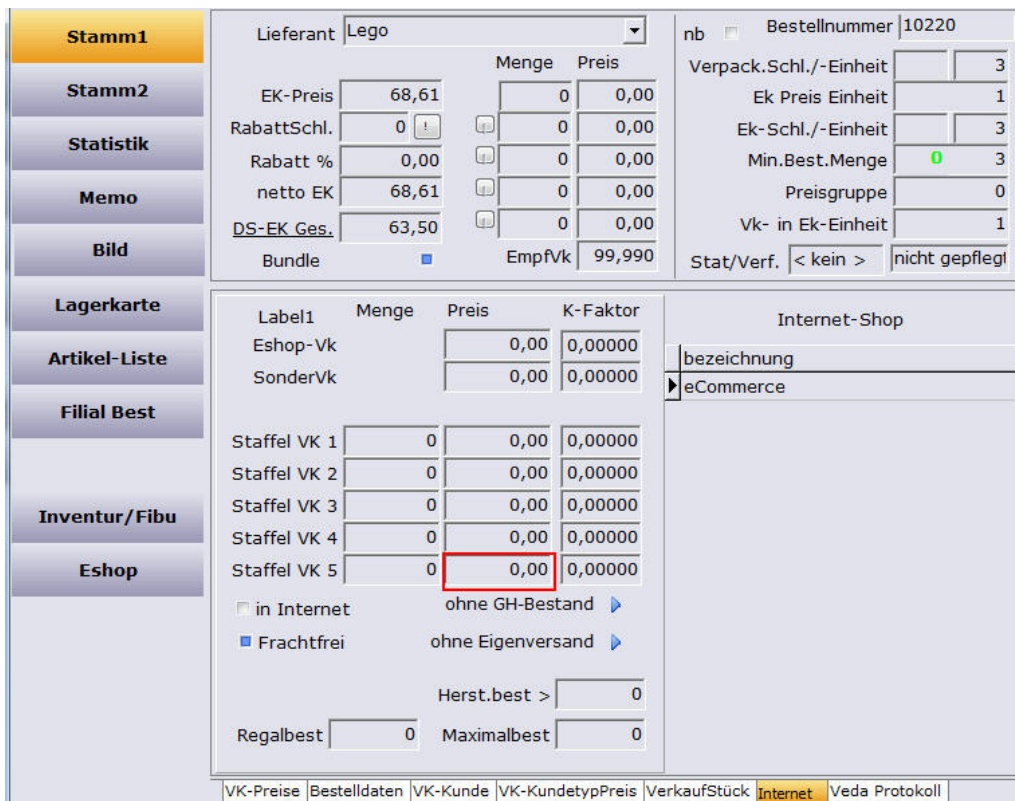 Stamm1
Stamm2
Statistik
Memo
Bild
Lagerkarte
Artikel-Liste
Filial Best
Inventur/Fibu
Eshop
Lieferant Lego
Menge Preis
EK-Preis 68,61 0 0,00
RabattSchl. 0 ! 0 0,00
Rabatt % 0,00 0 0,00
netto EK 68,61 0 0,00
DS-EK Ges. 63,50 0 0,00
Bundle EmpfVk 99,990
nb Bestellnummer 10220
Verpack.Schl./-Einheit 3
Ek Preis Einheit 1
Ek-Schl./-Einheit 3
Min.Best.Menge 0 3
Preisgruppe 0
Vk- in Ek-Einheit 1
Stat/Verf. < kein > nicht gepflegt
Label1 Menge Preis K-Faktor
Eshop-Vk 0,00 0,00000
SonderVk 0,00 0,00000
Staffel VK 1 0 0,00 0,00000
Staffel VK 2 0 0,00 0,00000
Staffel VK 3 0 0,00 0,00000
Staffel VK 4 0 0,00 0,00000
Staffel VK 5 0 0,00 0,00000
in Internet ohne GH-Bestand
Frachtfrei ohne Eigenversand
Herst.best > 0
Regalbest 0 Maximalbest 0
Internet-Shop
bezeichnung
eCommerce
VK-Preise Bestelldaten VK-Kunde VK-KundetypPreis VerkaufStück Internet Veda Protokoll